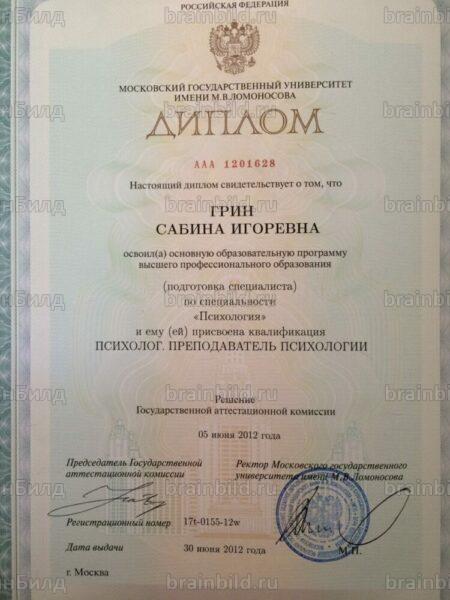 РОССИЙСКАЯ ФЕДЕРАЦИЯ
МОСКОВСКИЙ ГОСУДАРСТВЕННЫЙ УНИВЕРСИТЕТ
ИМЕНИ М.В.ЛОМОНОСОВА
ДИПЛОМ
ААА 1201628
Настоящий диплом свидетельствует о том, что
ГРИН
САБИНА ИГОРЕВНА
освоил(а) основную образовательную программу
высшего профессионального образования
(подготовка специалиста)
по специальности
«Психология»
и ему (ей) присвоена квалификация
ПСИХОЛОГ. ПРЕПОДАВАТЕЛЬ ПСИХОЛОГИИ
Решение
Государственной аттестационной комиссии
05 июня 2012 года
Председатель Государственной
аттестационной комиссии
Ректор Московского государственного
университета имени М.В.Ломоносова
Регистрационный номер 17t-0155-12w
Дата выдачи 30 июня 2012 года
М.П.
г. Москва
brainbild.ru